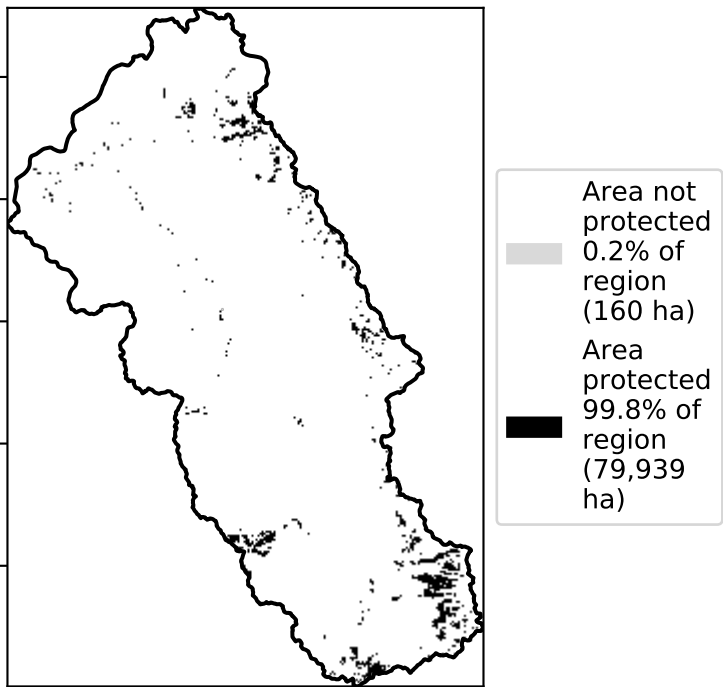 Area not
protected
0.2% of
region
(160 ha)
Area
protected
99.8% of
region
(79,939
ha)